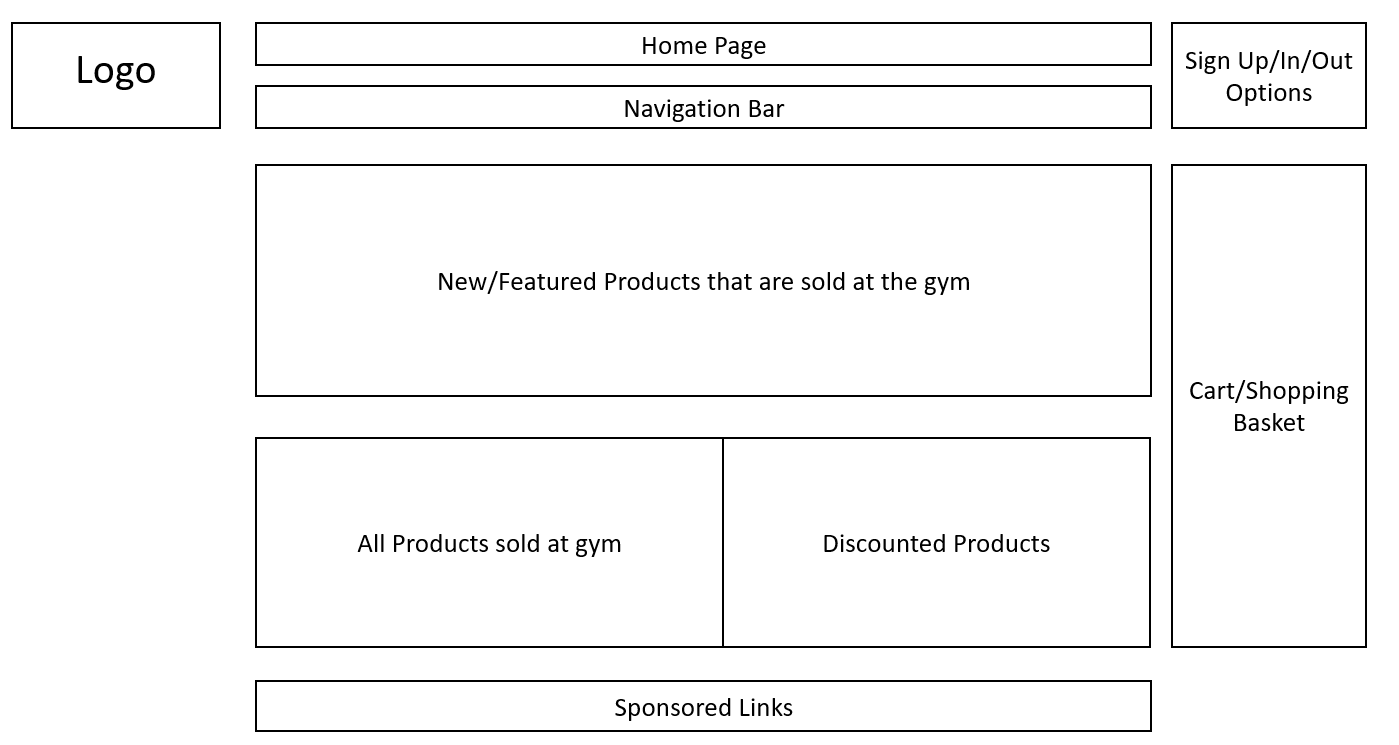 Logo
Home Page
Navigation Bar
Sign Up/In/Out
Options
New/Featured Products that are sold at the gym
Cart/Shopping
Basket
All Products sold at gym
Discounted Products
Sponsored Links